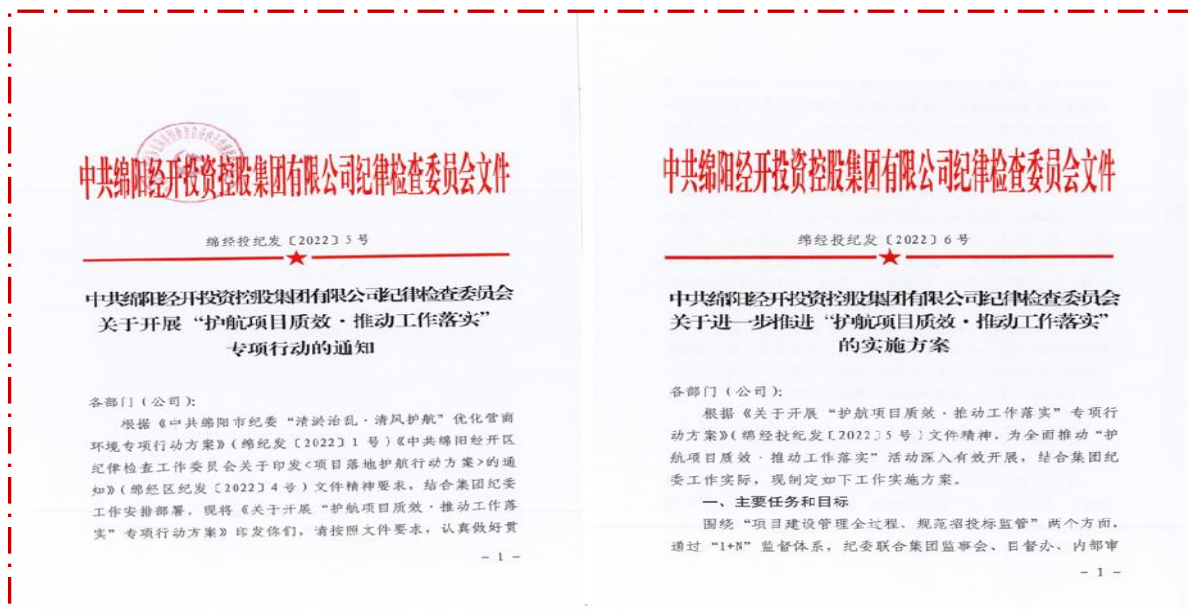 中共绵阳经开投资控股集团有限公司纪律检查委员会文件
绵经投纪发〔2022〕5号
中共绵阳经开投资控股集团有限公司纪律检查委员会
关于开展“护航项目质效·推动工作落实”
专项行动的通知
各部门（公司）：
根据《中共绵阳市纪委“清淤治乱·清风护航”优化营商
环境专项行动方案》（绵纪发〔2022〕1号）《中共绵阳经开区
纪律检查工作委员会关于印发<项目落地护航行动方案>的通
知》（绵经区纪发〔2022〕4号）文件精神要求，结合集团纪委
工作安排部署，现将《关于开展“护航项目质效·推动工作落
实”专项行动方案》印发你们，请按照文件要求，认真做好贯
－1－
中共绵阳经开投资控股集团有限公司纪律检查委员会文件
绵经投纪发〔2022〕6号
中共绵阳经开投资控股集团有限公司纪律检查委员会
关于进一步推进“护航项目质效·推动工作落实”
的实施方案
各部门（公司）：
根据《关于开展“护航项目质效·推动工作落实”专项行
动方案》（绵经投纪发〔2022〕5号）文件精神，为全面推动“护
航项目质效·推动工作落实”活动深入有效开展，结合集团纪
委工作实际，现制定如下工作实施方案。
一、主要任务和目标
围绕“项目建设管理全过程、规范招投标监管”两个方面，
通过“1+N”监督体系，纪委联合集团监事会、目督办、内部审
－1－